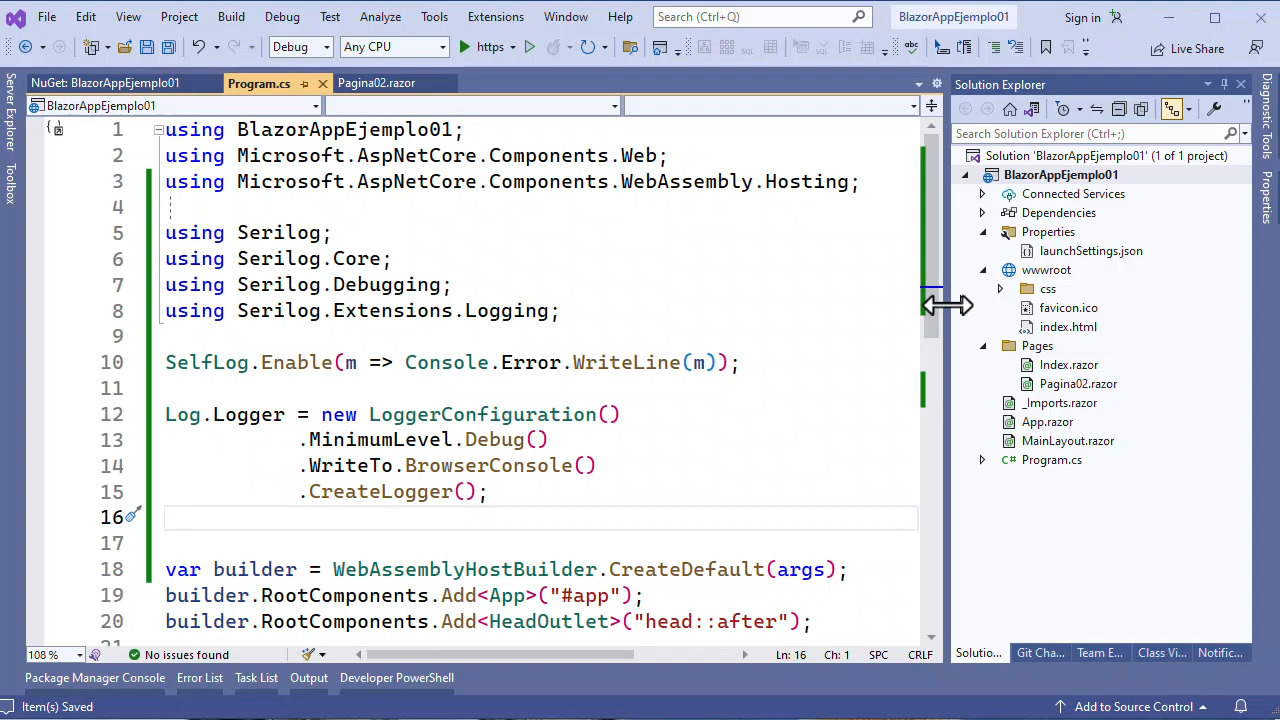 File Edit View Project Build Debug Test Analyze Tools Extensions Window Help Search (Ctrl+Q) BlazorAppEjemplo01 Sign in
Debug Any CPU https Live Share
Server Explorer
Toolbox
NuGet: BlazorAppEjemplo01 Program.cs Pagina02.razor
BlazorAppEjemplo01
1 using BlazorAppEjemplo01;
2 using Microsoft.AspNetCore.Components.Web;
3 using Microsoft.AspNetCore.Components.WebAssembly.Hosting;
4
5 using Serilog;
6 using Serilog.Core;
7 using Serilog.Debugging;
8 using Serilog.Extensions.Logging;
9
10 SelfLog.Enable(m => Console.Error.WriteLine(m));
11
12 Log.Logger = new LoggerConfiguration()
13 .MinimumLevel.Debug()
14 .WriteTo.BrowserConsole()
15 .CreateLogger();
16
17
18 var builder = WebAssemblyHostBuilder.CreateDefault(args);
19 builder.RootComponents.Add<App>("#app");
20 builder.RootComponents.Add<HeadOutlet>("head::after");
21
108 % No issues found Ln: 16 Ch: 1 SPC CRLF
Solution Explorer
Search Solution Explorer (Ctrl+;)
Solution 'BlazorAppEjemplo01' (1 of 1 project)
BlazorAppEjemplo01
Connected Services
Dependencies
Properties
launchSettings.json
wwwroot
css
favicon.ico
index.html
Pages
Index.razor
Pagina02.razor
_Imports.razor
App.razor
MainLayout.razor
C# Program.cs
Solutio... Git Cha... Team E... Class Vi... Notific...
Diagnostic Tools
Properties
Package Manager Console Error List Task List Output Developer PowerShell
Item(s) Saved Add to Source Control